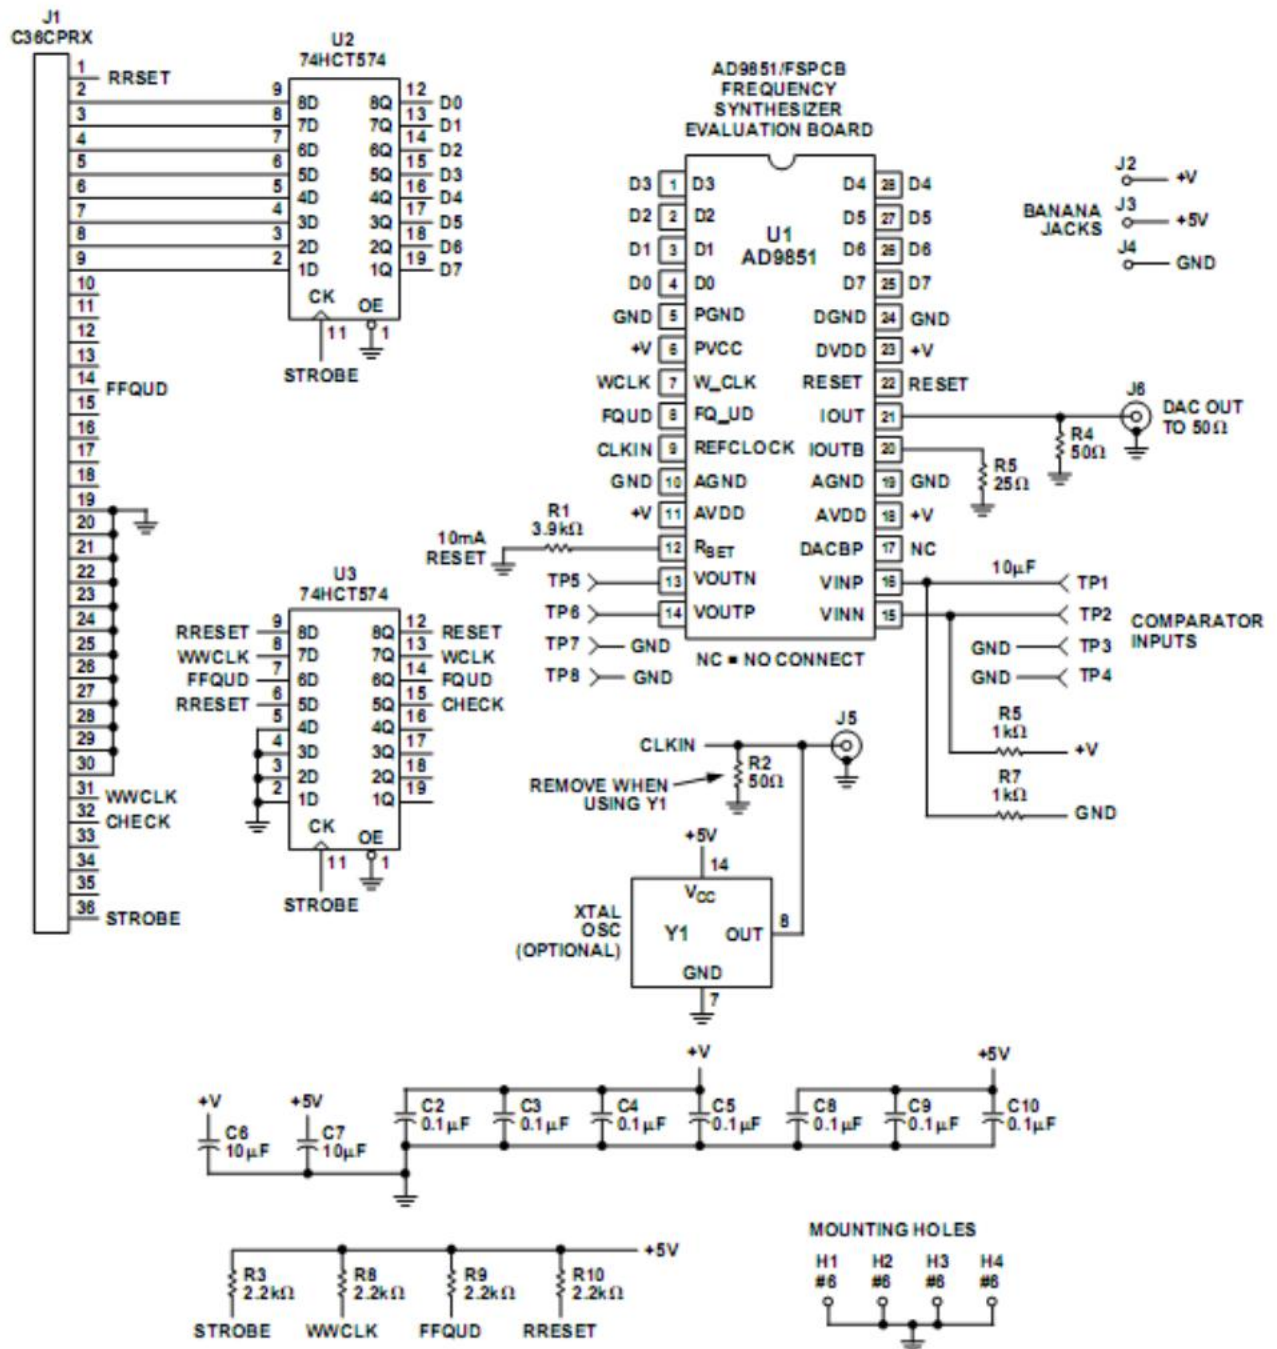 J1
C36CPRX
1 RRSET
2
3
4
5
6
7
8
9
10
11
12
13
14 FFQUD
15
16
17
18
19
20
21
22
23
24
25
26
27
28
29
30
31 WWCLK
32 CHECK
33
34
35
36 STROBE
U2
74HCT574
9 8D 8Q 12 D0
8 7D 7Q 13 D1
7 6D 6Q 14 D2
6 5D 5Q 15 D3
5 4D 4Q 16 D4
4 3D 3Q 17 D5
3 2D 2Q 18 D6
2 1D 1Q 19 D7
CK OE
11 1
STROBE
U3
74HCT574
RRESET 9 8D 8Q 12 RESET
WWCLK 8 7D 7Q 13 WCLK
FFQUD 7 6D 6Q 14 FQUD
RRESET 6 5D 5Q 15 CHECK
5 4D 4Q 16
4 3D 3Q 17
3 2D 2Q 18
2 1D 1Q 19
CK OE
11 1
STROBE
AD9851/FSPCB
FREQUENCY
SYNTHESIZER
EVALUATION BOARD
U1
AD9851
D3 1 D3 D4 28 D4
D2 2 D2 D5 27 D5
D1 3 D1 D6 26 D6
D0 4 D0 D7 25 D7
GND 5 PGND DGND 24 GND
+V 6 PVCC DVDD 23 +V
WCLK 7 W_CLK RESET 22 RESET
FQUD 8 FQ_UD IOUT 21
CLKIN 9 REFCLOCK IOUTB 20
GND 10 AGND AGND 19 GND
+V 11 AVDD AVDD 18 +V
12 RSET DACBP 17 NC
TP5 13 VOUTN VINP 16 TP1
TP6 14 VOUTP VINN 15 TP2
TP7 GND
TP8 GND
NC = NO CONNECT
R1
3.9kΩ
10mA
RESET
J2 +V
BANANA JACKS
J3 +5V
J4 GND
J6
DAC OUT
TO 50Ω
R4
50Ω
R5
25Ω
10µF
GND TP3
GND TP4
COMPARATOR
INPUTS
R5
1kΩ
+V
R7
1kΩ
GND
CLKIN
J5
R2
50Ω
REMOVE WHEN
USING Y1
+5V
14
VCC
XTAL
OSC
(OPTIONAL)
Y1 OUT 8
GND
7
+V
C6
10µF
+5V
C7
10µF
+V
C2
0.1µF
C3
0.1µF
C4
0.1µF
C5
0.1µF
+5V
C8
0.1µF
C9
0.1µF
C10
0.1µF
+5V
R3
2.2kΩ
R8
2.2kΩ
R9
2.2kΩ
R10
2.2kΩ
STROBE WWCLK FFQUD RRESET
MOUNTING HOLES
H1 H2 H3 H4
#6 #6 #6 #6